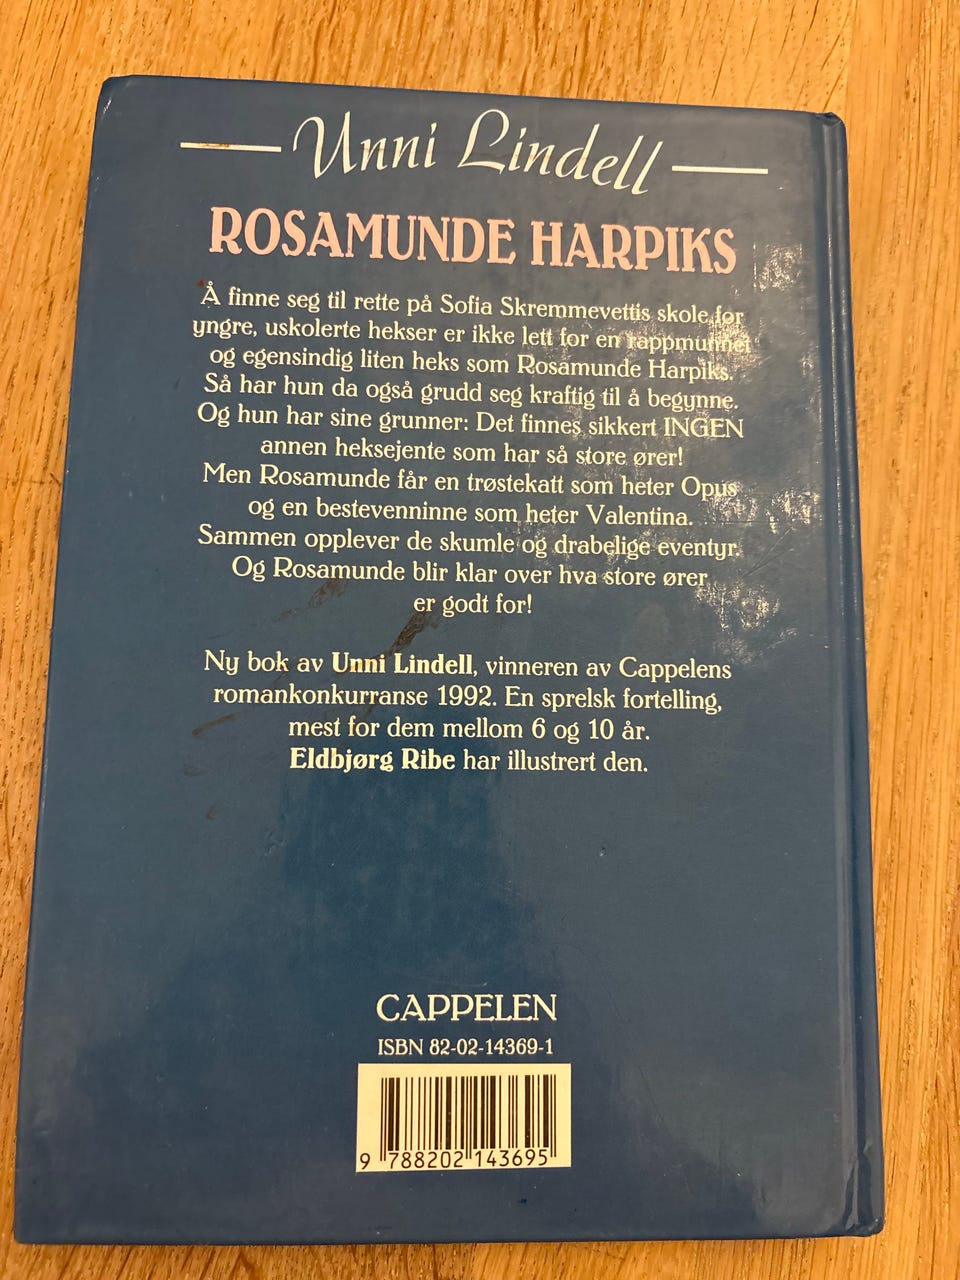 Unni Lindell
ROSAMUNDE HARPIKS
Å finne seg til rette på Sofia Skremmevettis skole for
yngre, uskolerte hekser er ikke lett for en rappmunnet
og egensindig liten heks som Rosamunde Harpiks.
Så har hun da også grudd seg kraftig til å begynne.
Og hun har sine grunner: Det finnes sikkert INGEN
annen heksejente som har så store ører!
Men Rosamunde får en trøstekatt som heter Opus
og en bestevenninne som heter Valentina.
Sammen opplever de skumle og drabelige eventyr.
Og Rosamunde blir klar over hva store ører
er godt for!
Ny bok av Unni Lindell, vinneren av Cappelens
romankonkurranse 1992. En sprelsk fortelling,
mest for dem mellom 6 og 10 år.
Eldbjørg Ribe har illustrert den.
CAPPELEN
ISBN 82-02-14369-1
9 788202 143695